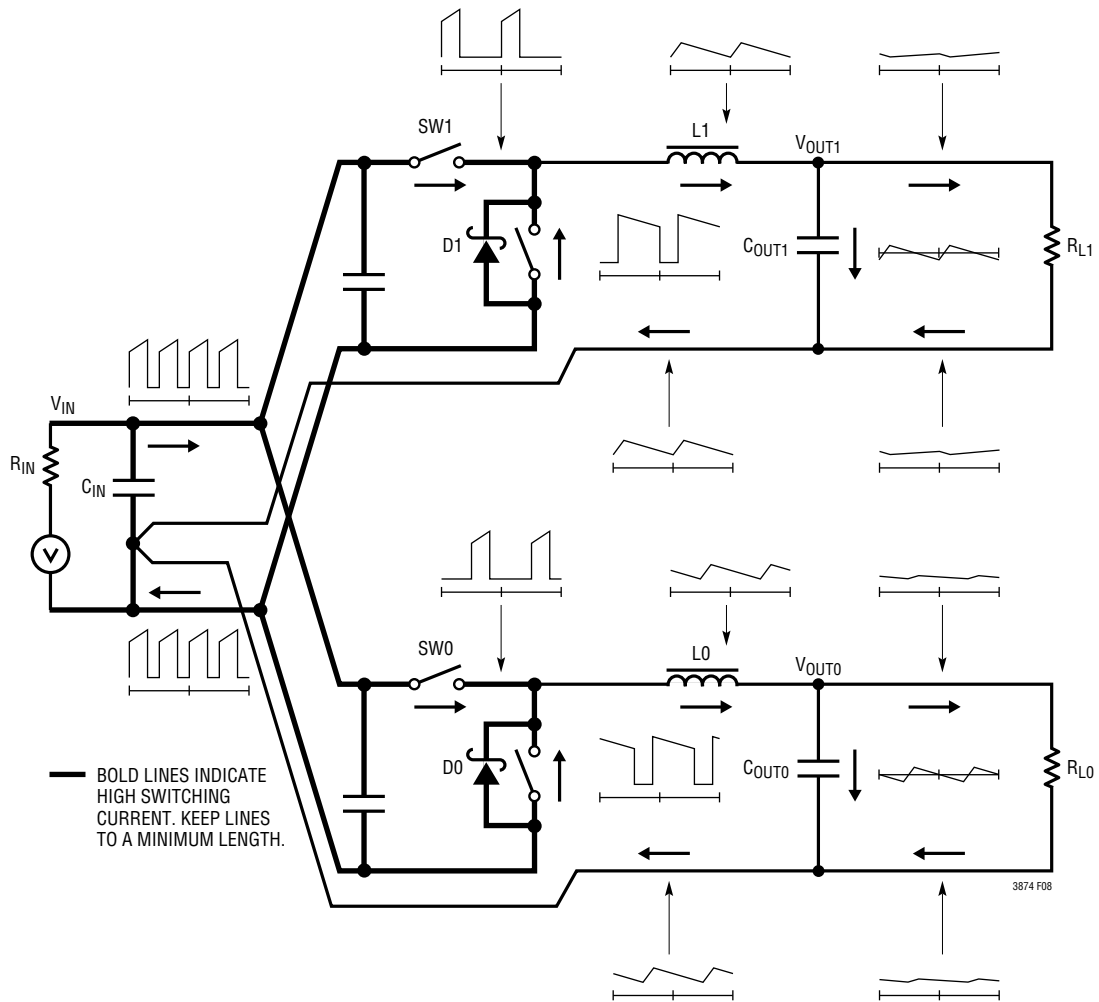 SW1
L1
VOUT1
D1
COUT1
RL1
VIN
RIN
CIN
V
SW0
L0
VOUT0
D0
COUT0
RL0
BOLD LINES INDICATE
HIGH SWITCHING
CURRENT. KEEP LINES
TO A MINIMUM LENGTH.
3874 F08